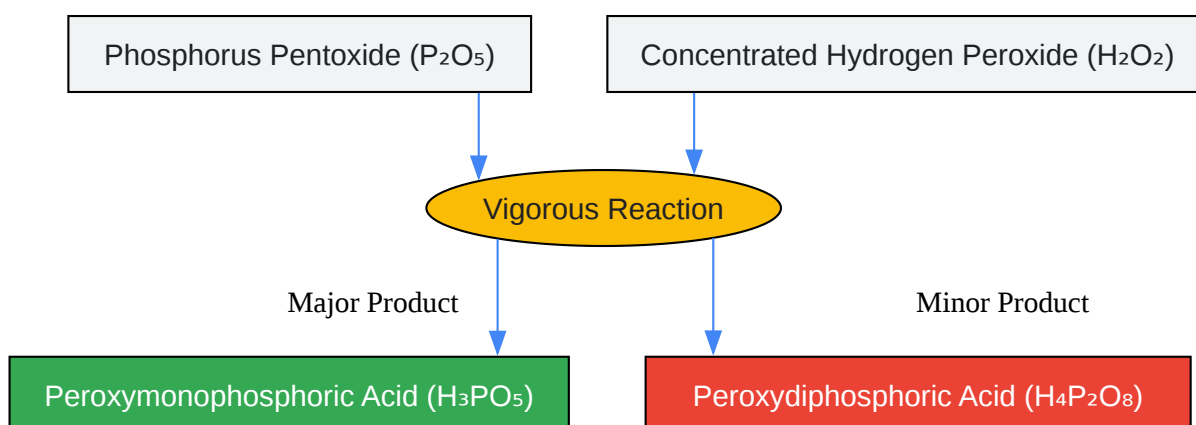 Phosphorus Pentoxide (P₂O₅)
Concentrated Hydrogen Peroxide (H₂O₂)
Vigorous Reaction
Major Product
Minor Product
Peroxymonophosphoric Acid (H₃PO₅)
Peroxydiphosphoric Acid (H₄P₂O₈)